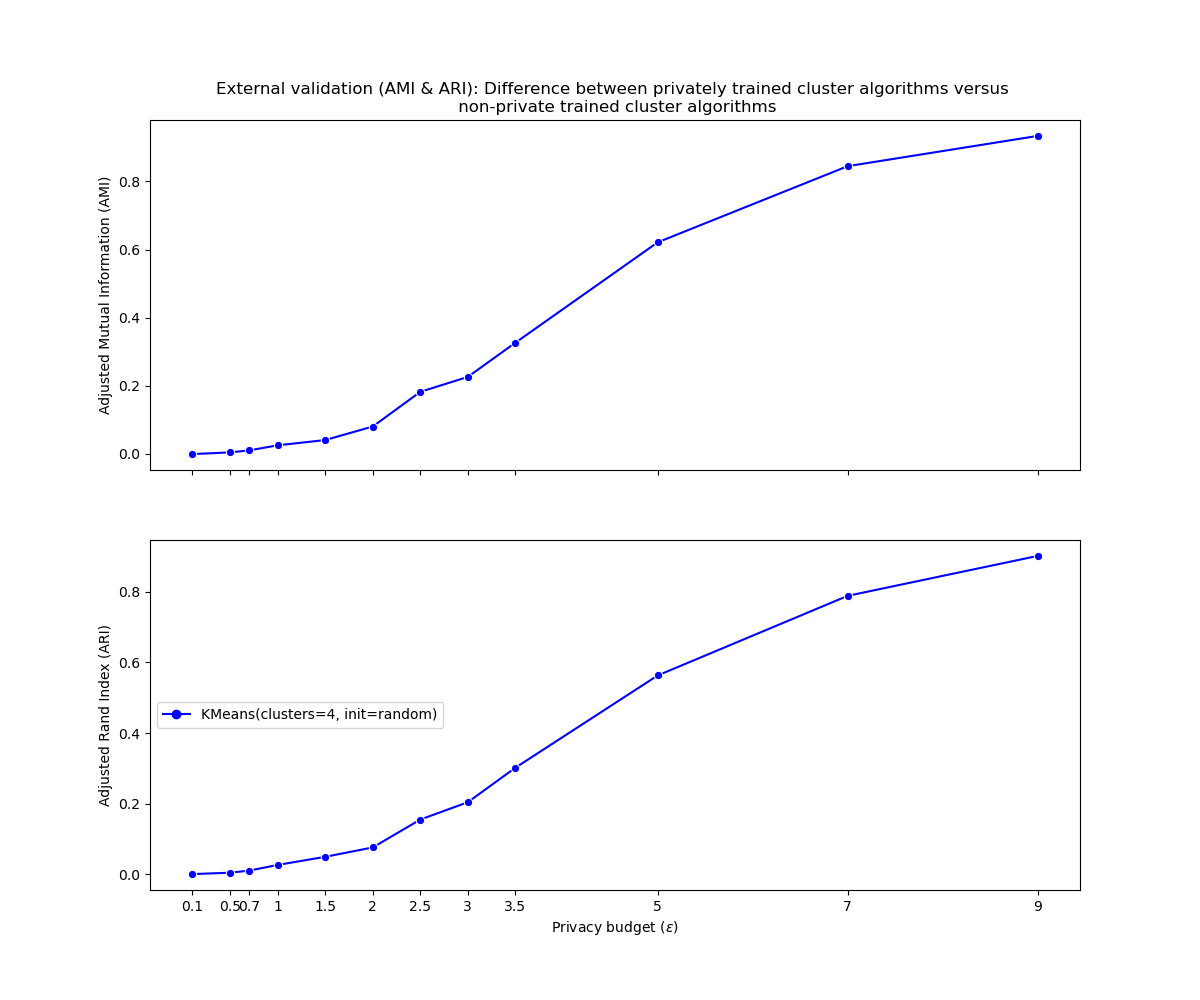 External validation (AMI & ARI): Difference between privately trained cluster algorithms versus
non-private trained cluster algorithms
Adjusted Mutual Information (AMI)
0.8
0.6
0.4
0.2
0.0
Adjusted Rand Index (ARI)
0.8
0.6
0.4
0.2
0.0
KMeans(clusters=4, init=random)
0.1 0.5 0.7 1 1.5 2 2.5 3 3.5 5 7 9
Privacy budget (ε)